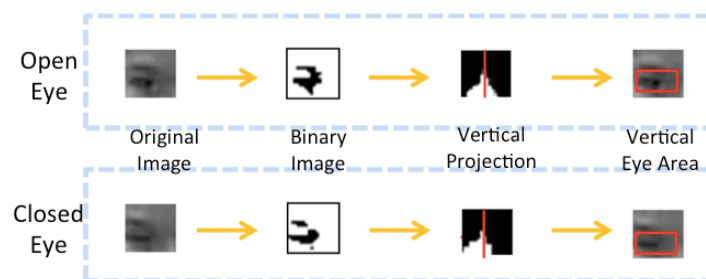 Open
Eye
Original
Image
Binary
Image
Vertical
Projection
Vertical
Eye Area
Closed
Eye